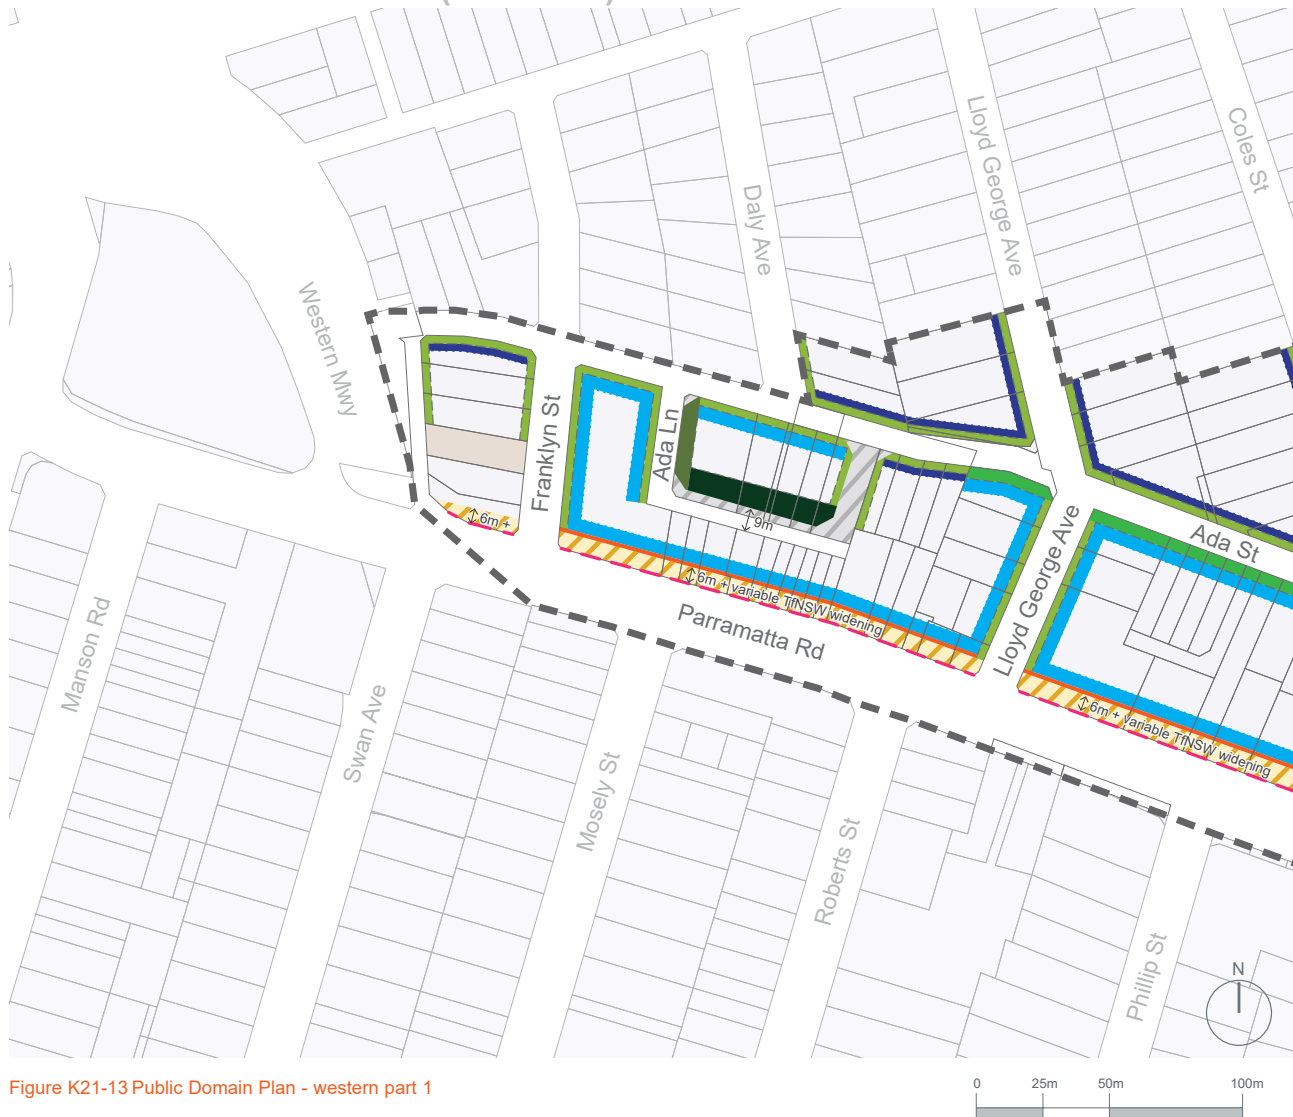 Lloyd George Ave
Coles St
Daly Ave
Western Mwy
Franklyn St
Ada Ln
9m
6m +
6m + variable TfNSW widening
Parramatta Rd
Lloyd George Ave
Ada St
6m + variable TfNSW widening
Manson Rd
Swan Ave
Mosely St
Roberts St
Phillip St
N
Figure K21-13 Public Domain Plan - western part 1
0 25m 50m 100m